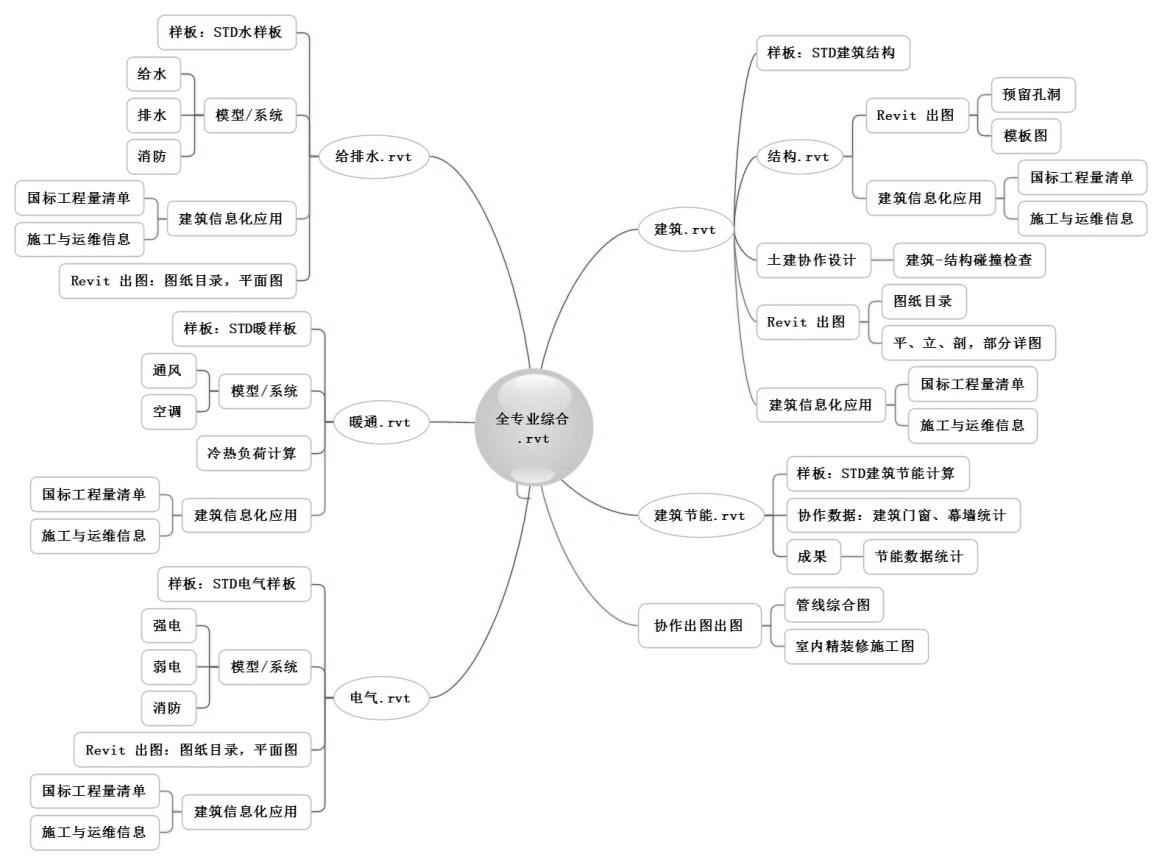 全专业综合
.rvt
给排水.rvt
样板：STD水样板
模型/系统
给水
排水
消防
建筑信息化应用
国标工程量清单
施工与运维信息
Revit 出图：图纸目录，平面图
暖通.rvt
样板：STD暖样板
模型/系统
通风
空调
冷热负荷计算
建筑信息化应用
国标工程量清单
施工与运维信息
电气.rvt
样板：STD电气样板
模型/系统
强电
弱电
消防
Revit 出图：图纸目录，平面图
建筑信息化应用
国标工程量清单
施工与运维信息
建筑.rvt
样板：STD建筑结构
结构.rvt
Revit 出图
预留孔洞
模板图
建筑信息化应用
国标工程量清单
施工与运维信息
土建协作设计
建筑-结构碰撞检查
Revit 出图
图纸目录
平、立、剖，部分详图
建筑信息化应用
国标工程量清单
施工与运维信息
建筑节能.rvt
样板：STD建筑节能计算
协作数据：建筑门窗、幕墙统计
成果
节能数据统计
协作出图出图
管线综合图
室内精装修施工图